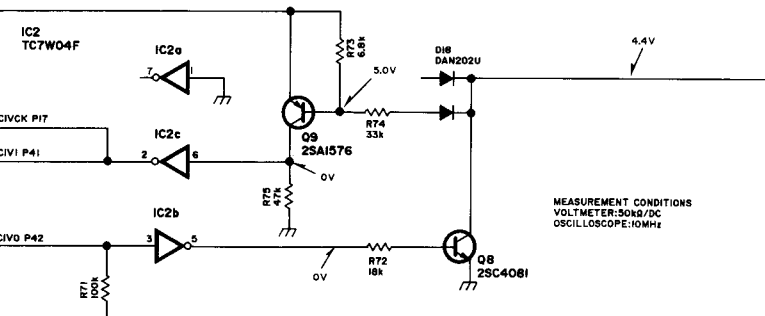 IC2
TC7W04F
IC2a
7
1
R73
6.8k
5.0V
D18
DAN202U
4.4V
R74
33k
Q9
2SA1576
CIVCK P17
IC2c
2
6
CIVI P41
0V
R75
47k
MEASUREMENT CONDITIONS
VOLTMETER:50kΩ/DC
OSCILLOSCOPE:10MHz
IC2b
3
5
CIVO P42
R72
18k
0V
Q8
2SC4081
R71
100k